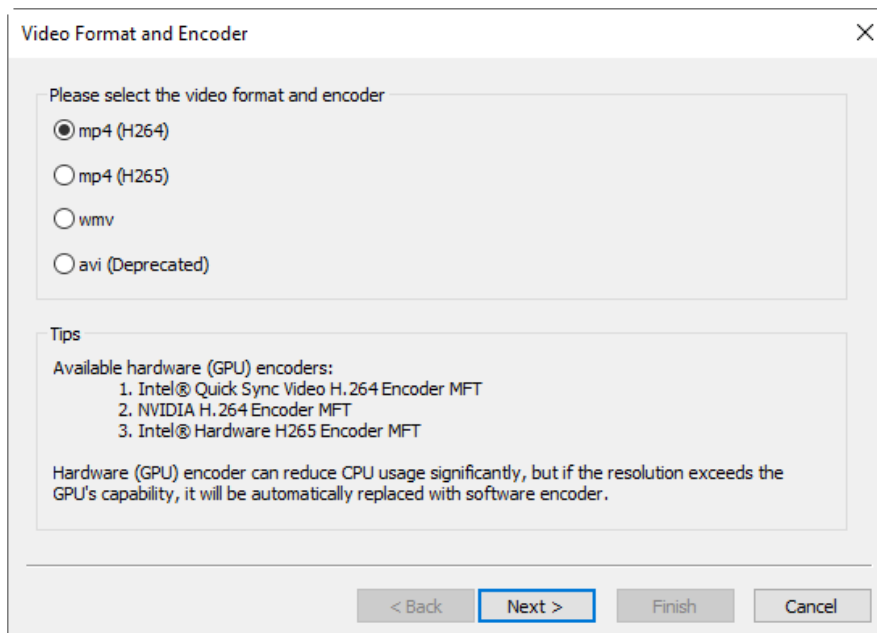 Video Format and Encoder
Please select the video format and encoder
mp4 (H264)
mp4 (H265)
wmv
avi (Deprecated)
Tips
Available hardware (GPU) encoders:
1. Intel® Quick Sync Video H.264 Encoder MFT
2. NVIDIA H.264 Encoder MFT
3. Intel® Hardware H265 Encoder MFT
Hardware (GPU) encoder can reduce CPU usage significantly, but if the resolution exceeds the
GPU's capability, it will be automatically replaced with software encoder.
< Back Next > Finish Cancel